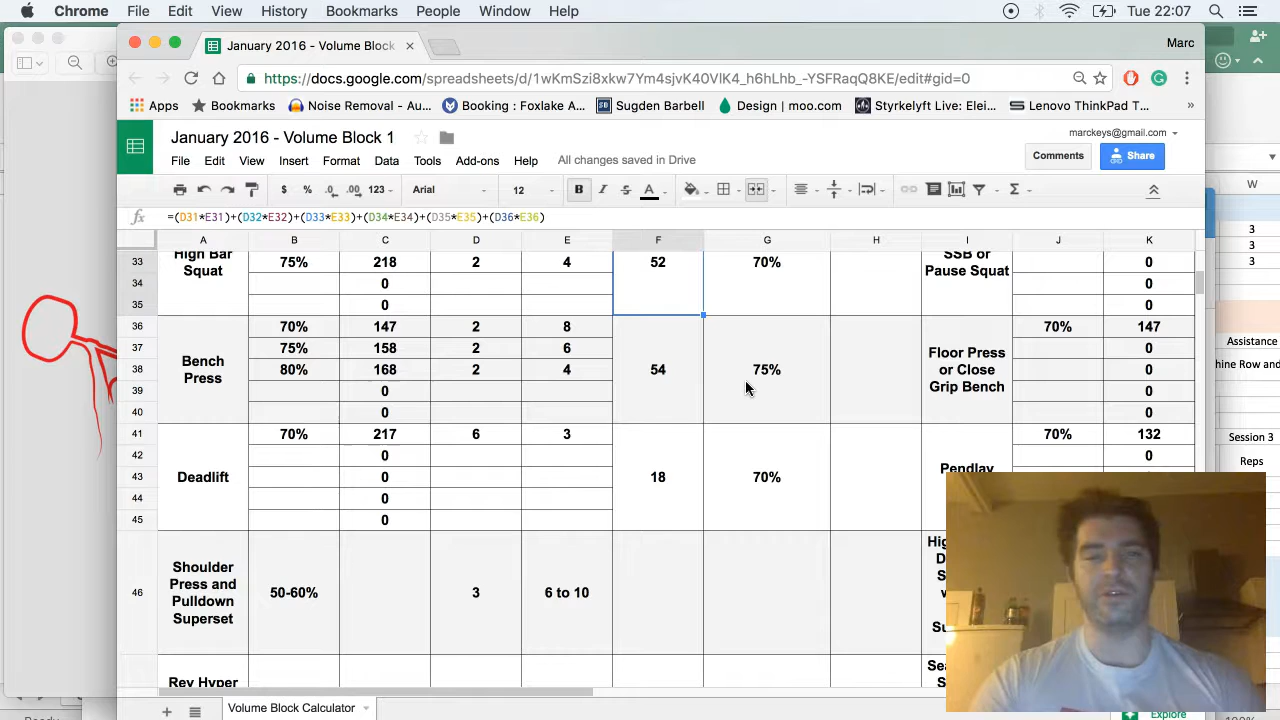 Chrome File Edit View History Bookmarks People Window Help Tue 22:07
January 2016 - Volume Block Marc
https://docs.google.com/spreadsheets/d/1wKmSzi8xkw7Ym4sjvK40VlK4_h6hLhb_-YSFRaqQ8KE/edit#gid=0
Apps Bookmarks Noise Removal - Au... Booking : Foxlake A... Sugden Barbell Design | moo.com Styrkelyft Live: Elei... Lenovo ThinkPad T... »
January 2016 - Volume Block 1 marckeys@gmail.com
File Edit View Insert Format Data Tools Add-ons Help All changes saved in Drive Comments Share
$ % .0 .00 123 Arial 12 B I S A Σ
fx =(D31*E31)+(D32*E32)+(D33*E33)+(D34*E34)+(D35*E35)+(D36*E36)
A B C D E F G H I J K W
33 High Bar Squat 75% 218 2 4 52 70% SSB or Pause Squat 0 3
34 0 0 3
35 0 0 3
36 70% 147 2 8 70% 147
37 Bench Press 75% 158 2 6 Floor Press or Close Grip Bench 0 Assistance
38 80% 168 2 4 54 75% 0 hine Row and
39 0 0
40 0 0
41 70% 217 6 3 70% 132 Session 3
42 0 0 Reps
43 Deadlift 0 18 70% Pendlay
44 0
45 0
46 Shoulder Press and Pulldown Superset 50-60% 3 6 to 10
Rev Hyper
Volume Block Calculator
Explore